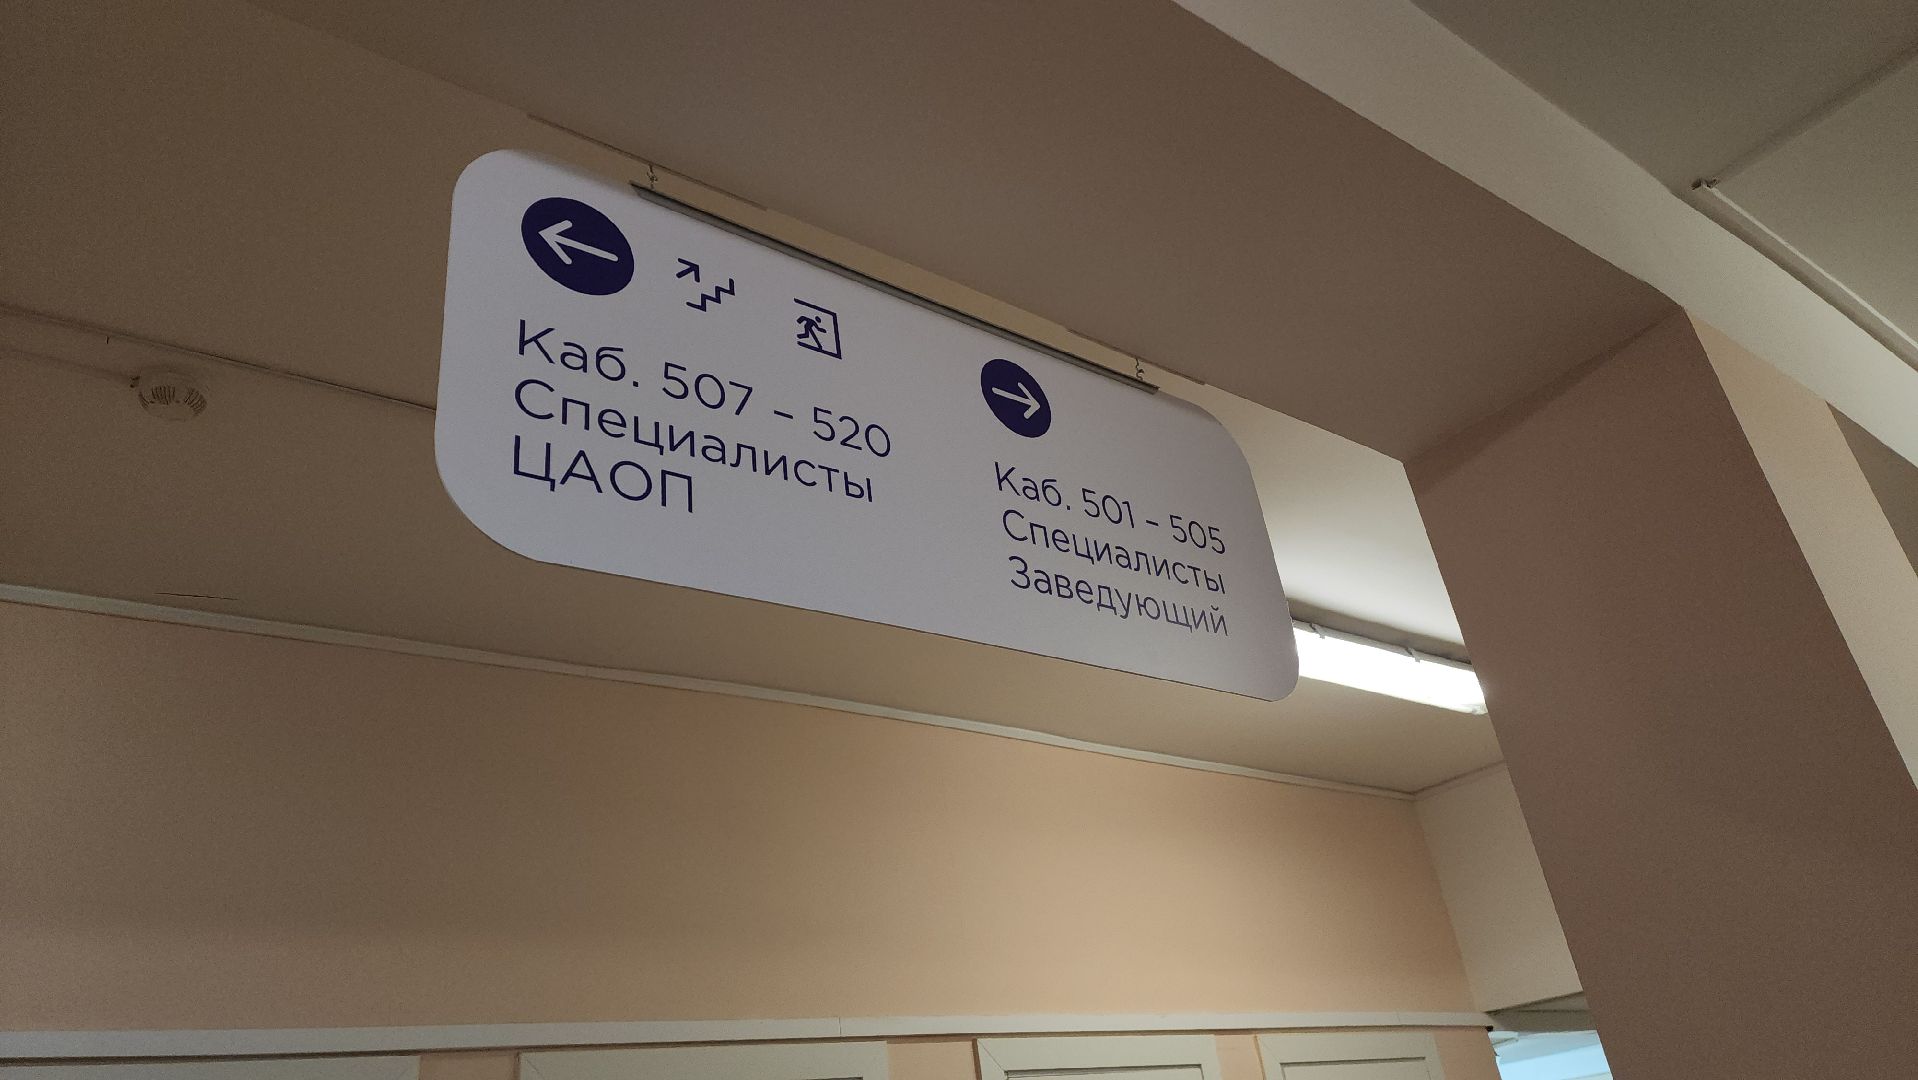 Каб. 507 – 520
Специалисты
ЦАОП
Каб. 501 – 505
Специалисты
Заведующий